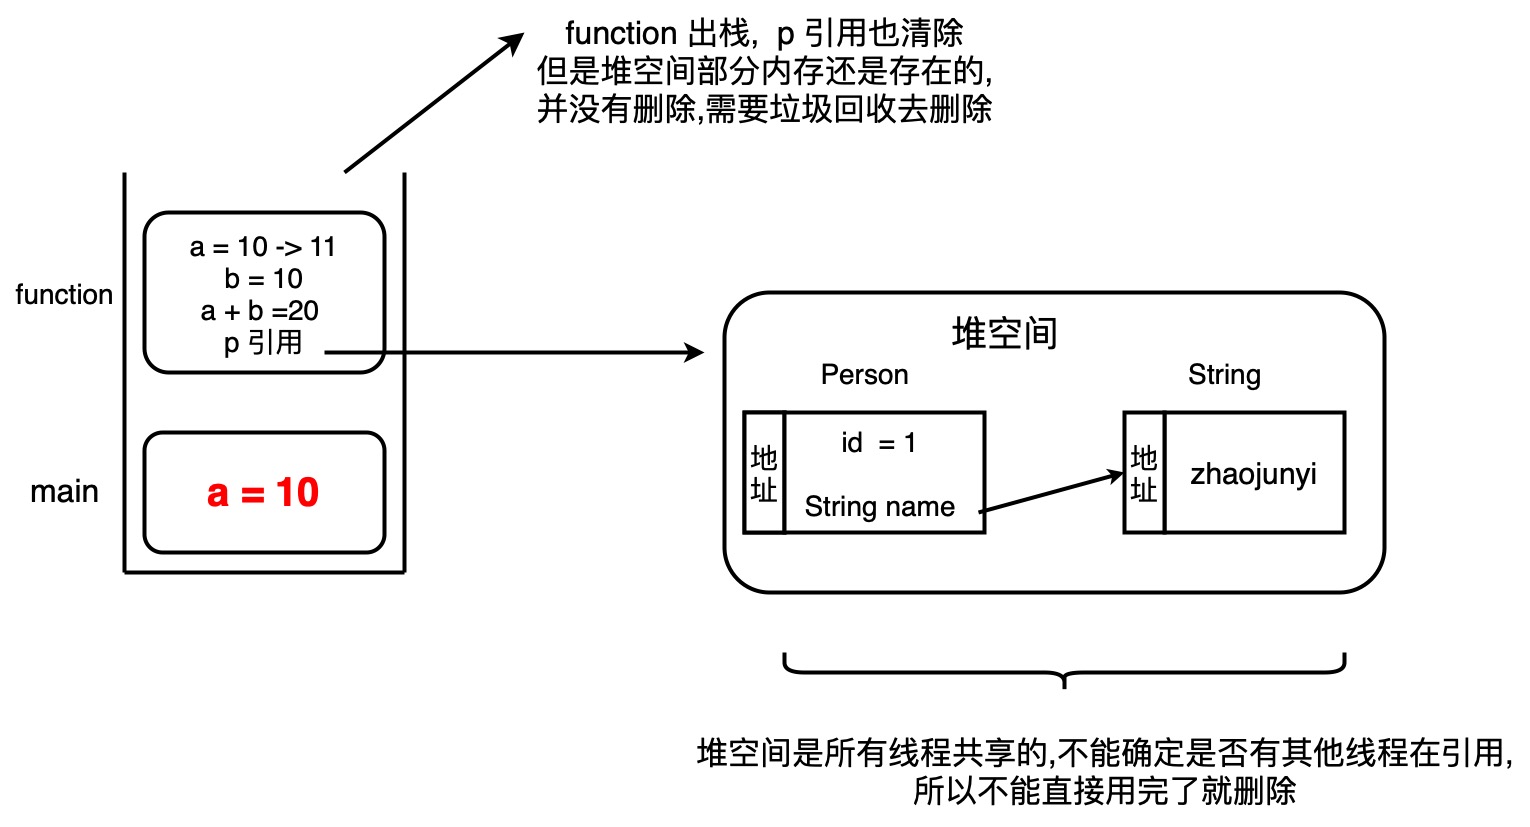 function 出栈, p 引用也清除
但是堆空间部分内存还是存在的,
并没有删除,需要垃圾回收去删除
function
a = 10 -> 11
b = 10
a + b =20
p 引用
main
a = 10
堆空间
Person
String
地址
id = 1
String name
地址
zhaojunyi
堆空间是所有线程共享的,不能确定是否有其他线程在引用,
所以不能直接用完了就删除